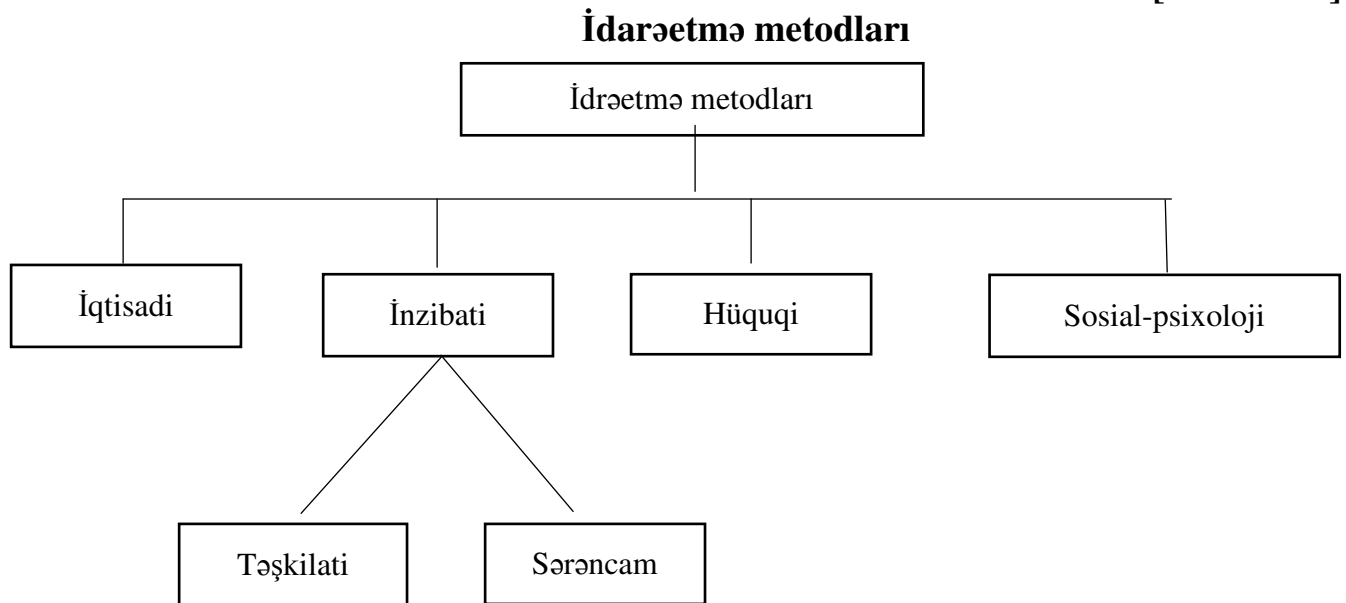 İdarəetmə metodları
İdrəetmə metodları
İqtisadi
İnzibati
Hüquqi
Sosial-psixoloji
Təşkilati
Sərəncam